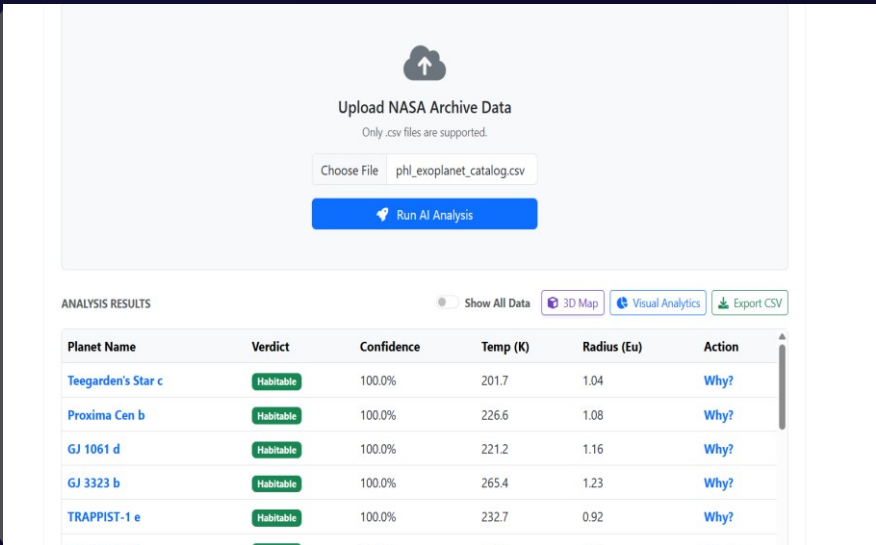 Upload NASA Archive Data
Only .csv files are supported.
Choose File phl_exoplanet_catalog.csv
Run AI Analysis
ANALYSIS RESULTS Show All Data 3D Map Visual Analytics Export CSV
Planet Name Verdict Confidence Temp (K) Radius (Eu) Action
Teegarden's Star c Habitable 100.0% 201.7 1.04 Why?
Proxima Cen b Habitable 100.0% 226.6 1.08 Why?
GJ 1061 d Habitable 100.0% 221.2 1.16 Why?
GJ 3323 b Habitable 100.0% 265.4 1.23 Why?
TRAPPIST-1 e Habitable 100.0% 232.7 0.92 Why?